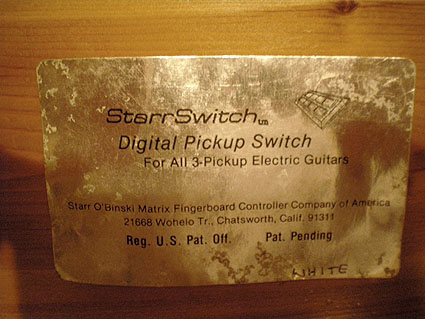 StarrSwitch tm
Digital Pickup Switch
For All 3-Pickup Electric Guitars
Starr O'Binski Matrix Fingerboard Controller Company of America
21668 Wohelo Tr., Chatsworth, Calif. 91311
Reg. U.S. Pat. Off. Pat. Pending
WHITE